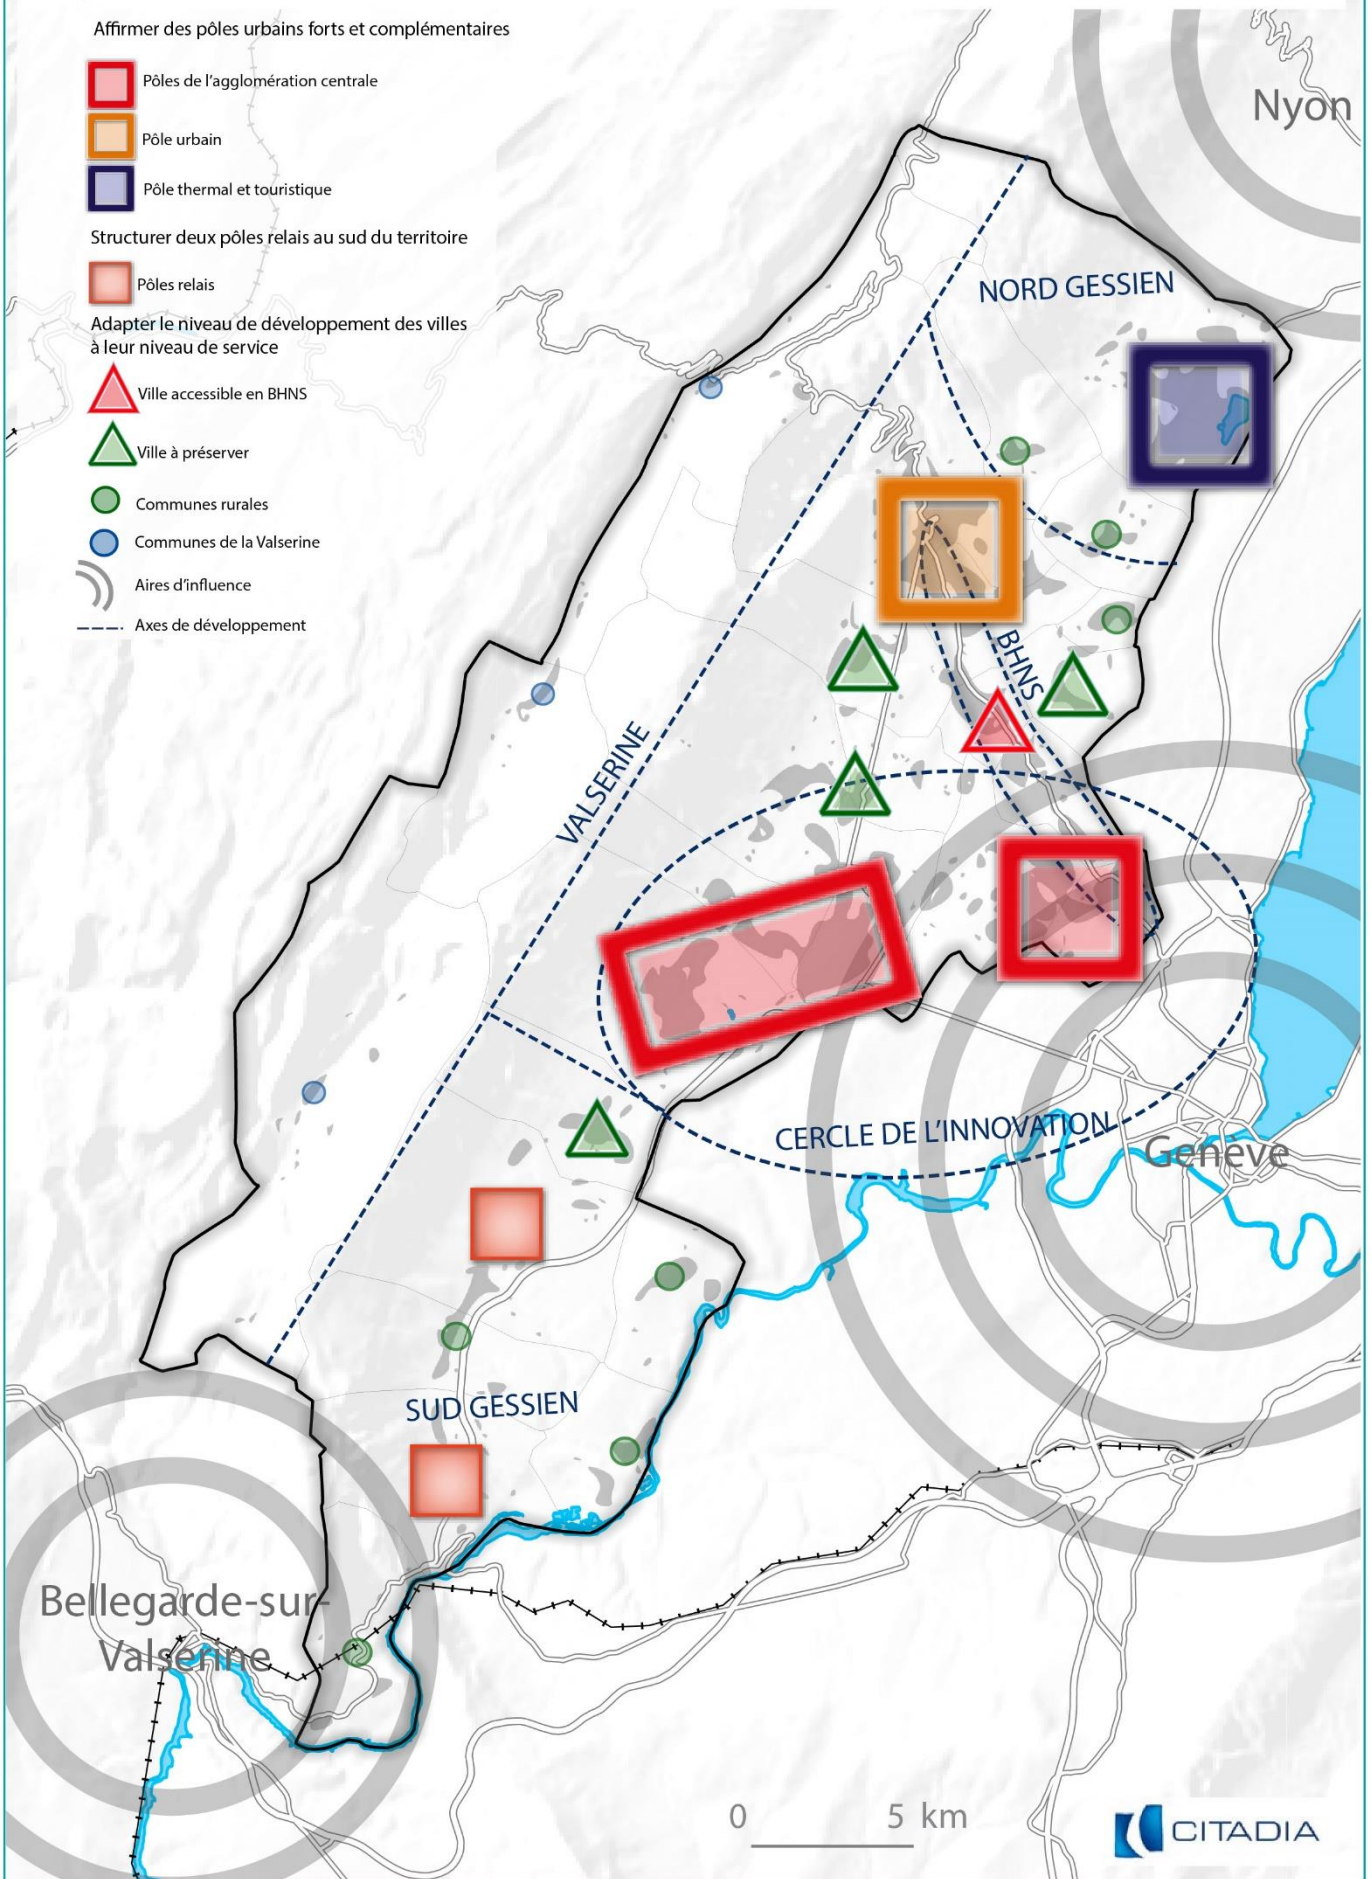 Affirmer des pôles urbains forts et complémentaires
Pôles de l'agglomération centrale
Pôle urbain
Pôle thermal et touristique
Structurer deux pôles relais au sud du territoire
Pôles relais
Adapter le niveau de développement des villes
à leur niveau de service
Ville accessible en BHNS
Ville à préserver
Communes rurales
Communes de la Valserine
Aires d'influence
Axes de développement
Nyon
NORD GESSIEN
BHNS
VALSERINE
CERCLE DE L'INNOVATION
Genève
SUD GESSIEN
Bellegarde-sur-
Valserine
0 5 km
CITADIA